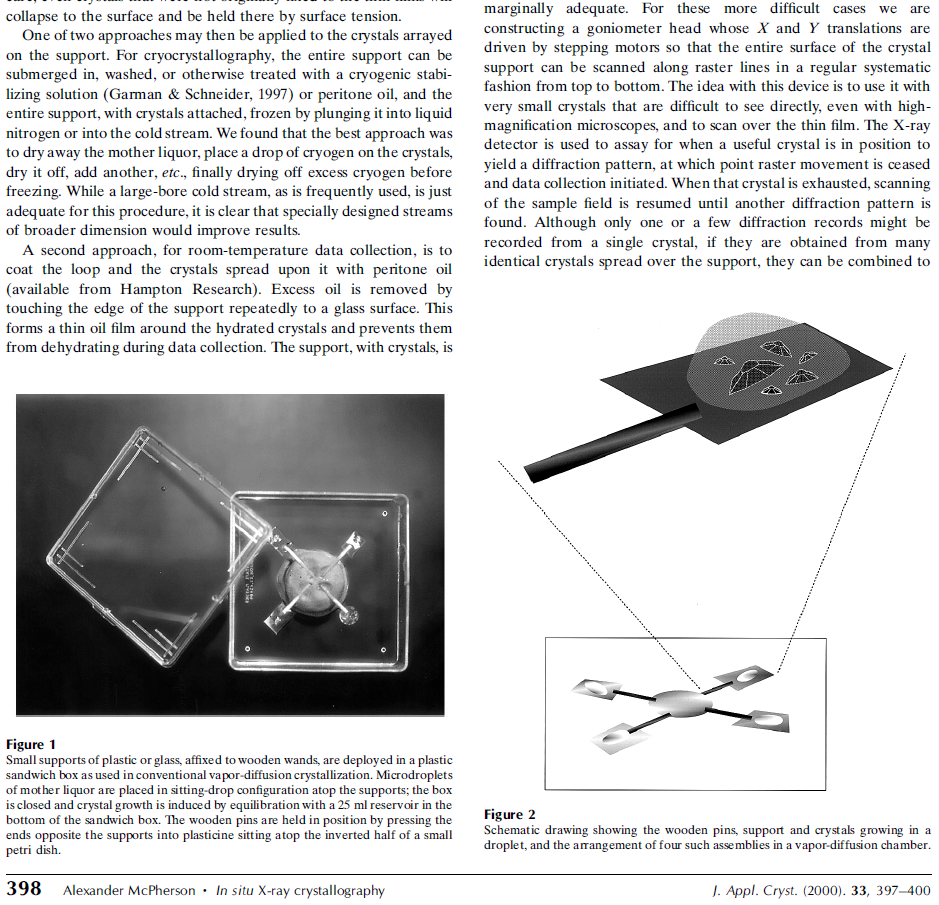 collapse to the surface and be held there by surface tension.
One of two approaches may then be applied to the crystals arrayed
on the support. For cryocrystallography, the entire support can be
submerged in, washed, or otherwise treated with a cryogenic stabi-
lizing solution (Garman & Schneider, 1997) or peritone oil, and the
entire support, with crystals attached, frozen by plunging it into liquid
nitrogen or into the cold stream. We found that the best approach was
to dry away the mother liquor, place a drop of cryogen on the crystals,
dry it off, add another, etc., finally drying off excess cryogen before
freezing. While a large-bore cold stream, as is frequently used, is just
adequate for this procedure, it is clear that specially designed streams
of broader dimension would improve results.
A second approach, for room-temperature data collection, is to
coat the loop and the crystals spread upon it with peritone oil
(available from Hampton Research). Excess oil is removed by
touching the edge of the support repeatedly to a glass surface. This
forms a thin oil film around the hydrated crystals and prevents them
from dehydrating during data collection. The support, with crystals, is
Figure 1
Small supports of plastic or glass, affixed to wooden wands, are deployed in a plastic
sandwich box as used in conventional vapor-diffusion crystallization. Microdroplets
of mother liquor are placed in sitting-drop configuration atop the supports; the box
is closed and crystal growth is induced by equilibration with a 25 ml reservoir in the
bottom of the sandwich box. The wooden pins are held in position by pressing the
ends opposite the supports into plasticine sitting atop the inverted half of a small
petri dish.
marginally adequate. For these more difficult cases we are
constructing a goniometer head whose X and Y translations are
driven by stepping motors so that the entire surface of the crystal
support can be scanned along raster lines in a regular systematic
fashion from top to bottom. The idea with this device is to use it with
very small crystals that are difficult to see directly, even with high-
magnification microscopes, and to scan over the thin film. The X-ray
detector is used to assay for when a useful crystal is in position to
yield a diffraction pattern, at which point raster movement is ceased
and data collection initiated. When that crystal is exhausted, scanning
of the sample field is resumed until another diffraction pattern is
found. Although only one or a few diffraction records might be
recorded from a single crystal, if they are obtained from many
identical crystals spread over the support, they can be combined to
Figure 2
Schematic drawing showing the wooden pins, support and crystals growing in a
droplet, and the arrangement of four such assemblies in a vapor-diffusion chamber.
398 Alexander McPherson • In situ X-ray crystallography
J. Appl. Cryst. (2000). 33, 397–400